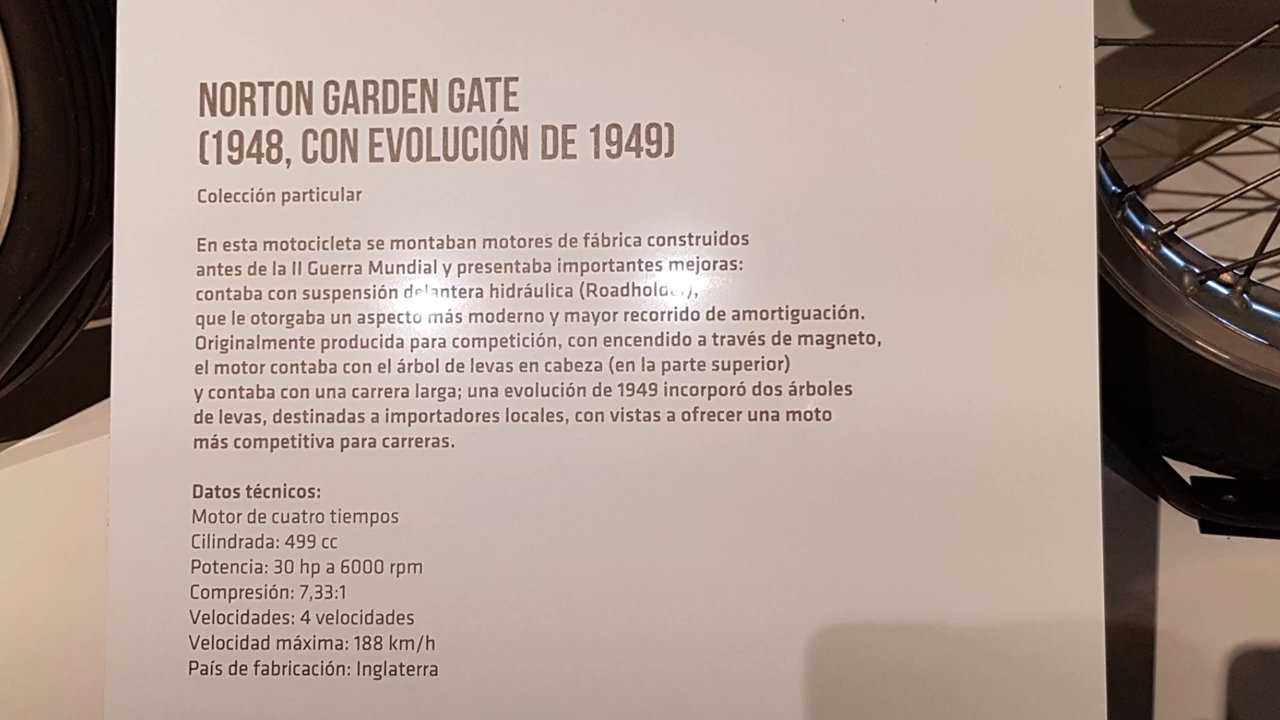 NORTON GARDEN GATE
(1948, CON EVOLUCIÓN DE 1949)
Colección particular
En esta motocicleta se montaban motores de fábrica construidos
antes de la II Guerra Mundial y presentaba importantes mejoras:
contaba con suspensión delantera hidráulica (Roadholder),
que le otorgaba un aspecto más moderno y mayor recorrido de amortiguación.
Originalmente producida para competición, con encendido a través de magneto,
el motor contaba con el árbol de levas en cabeza (en la parte superior)
y contaba con una carrera larga; una evolución de 1949 incorporó dos árboles
de levas, destinadas a importadores locales, con vistas a ofrecer una moto
más competitiva para carreras.
Datos técnicos:
Motor de cuatro tiempos
Cilindrada: 499 cc
Potencia: 30 hp a 6000 rpm
Compresión: 7,33:1
Velocidades: 4 velocidades
Velocidad máxima: 188 km/h
País de fabricación: Inglaterra